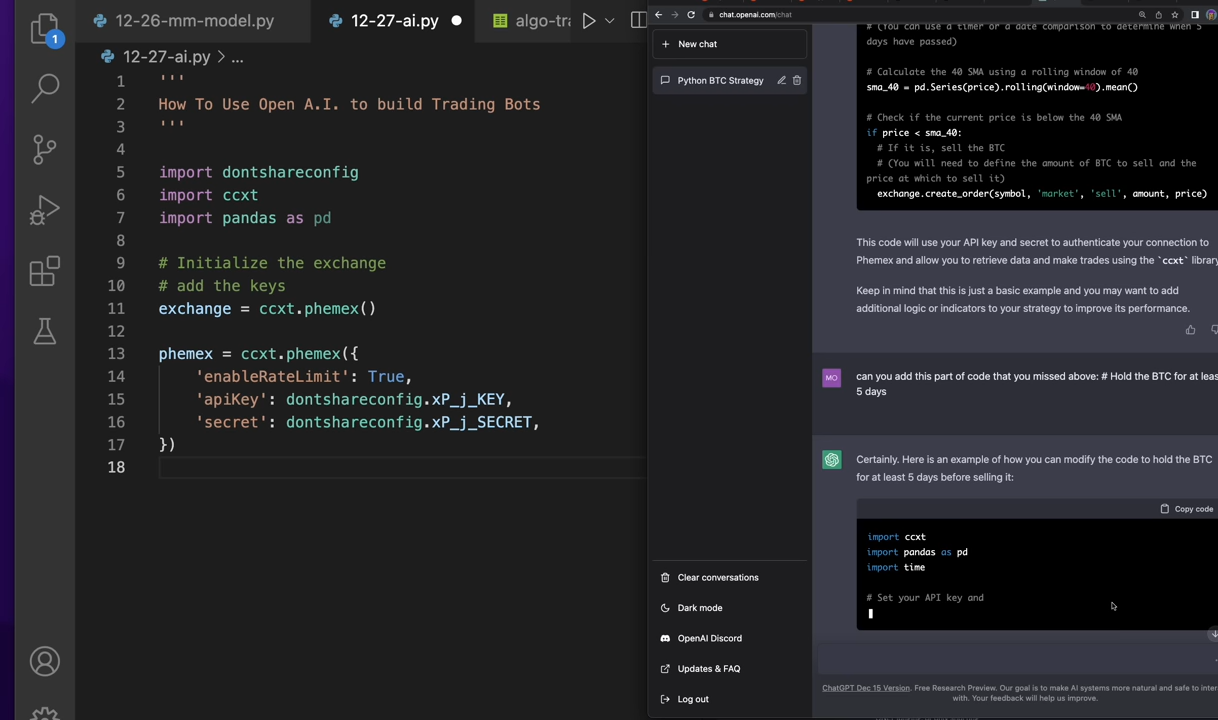 12-26-mm-model.py
12-27-ai.py
algo-tra
1
12-27-ai.py > ...
1 '''
2 How To Use Open A.I. to build Trading Bots
3 '''
4
5 import dontshareconfig
6 import ccxt
7 import pandas as pd
8
9 # Initialize the exchange
10 # add the keys
11 exchange = ccxt.phemex()
12
13 phemex = ccxt.phemex({
14 'enableRateLimit': True,
15 'apiKey': dontshareconfig.xP_j_KEY,
16 'secret': dontshareconfig.xP_j_SECRET,
17 })
18
chat.openai.com/chat
+ New chat
Python BTC Strategy
Clear conversations
Dark mode
OpenAI Discord
Updates & FAQ
Log out
# (You will need to use a timer or a date comparison to determine when 5
days have passed)
# Calculate the 40 SMA using a rolling window of 40
sma_40 = pd.Series(price).rolling(window=40).mean()
# Check if the current price is below the 40 SMA
if price < sma_40:
# If it is, sell the BTC
# (You will need to define the amount of BTC to sell and the
price at which to sell it)
exchange.create_order(symbol, 'market', 'sell', amount, price)
This code will use your API key and secret to authenticate your connection to
Phemex and allow you to retrieve data and make trades using the `ccxt` library
Keep in mind that this is just a basic example and you may want to add
additional logic or indicators to your strategy to improve its performance.
MO
can you add this part of code that you missed above: # Hold the BTC for at leas
5 days
Certainly. Here is an example of how you can modify the code to hold the BTC
for at least 5 days before selling it:
Copy code
import ccxt
import pandas as pd
import time
# Set your API key and
ChatGPT Dec 15 Version. Free Research Preview. Our goal is to make AI systems more natural and safe to inter
with. Your feedback will help us improve.